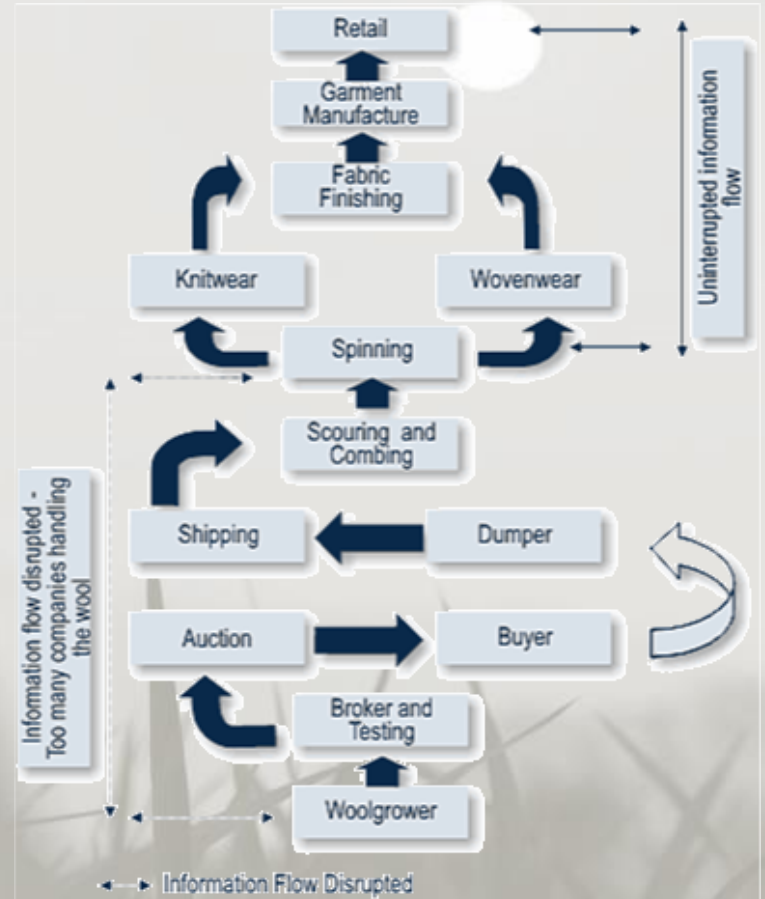 Retail
Garment
Manufacture
Fabric
Finishing
Uninterrupted information
flow
Knitwear
Wovenwear
Spinning
Scouring and
Combing
Information flow disrupted -
Too many companies handling
the wool
Shipping
Dumper
Auction
Buyer
Broker and
Testing
Woolgrower
Information Flow Disrupted